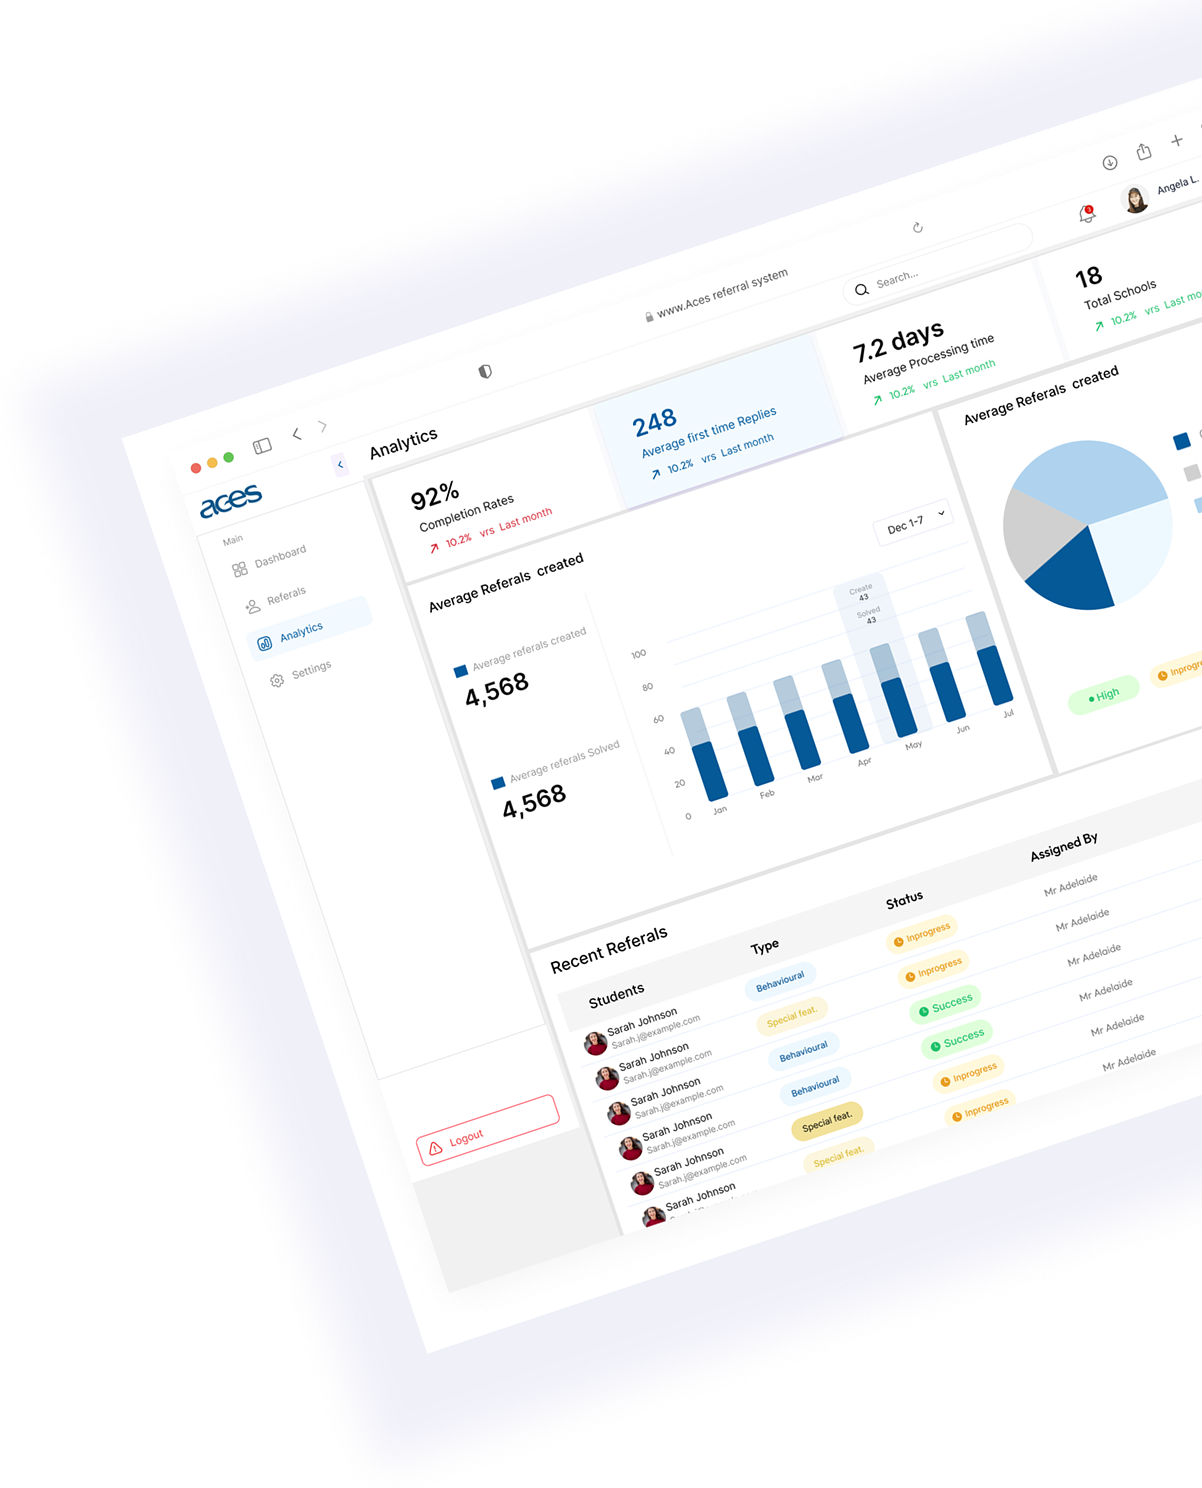 www.Aces referral system
Search...
3
Angela L.
aces
Analytics
Main
Dashboard
Referals
Analytics
Settings
Logout
92%
Completion Rates
10.2% vrs Last month
248
Average first time Replies
10.2% vrs Last month
7.2 days
Average Processing time
10.2% vrs Last month
18
Total Schools
10.2% vrs Last mo
Average Referals created
Dec 1-7
Average referals created
4,568
Average referals Solved
4,568
100
80
60
40
20
0
Create
43
Solved
43
Jan
Feb
Mar
Apr
May
Jun
Jul
Average Referals created
High
Inprogre
Recent Referals
Students
Type
Status
Assigned By
Sarah Johnson
Sarah.j@example.com
Behavioural
Inprogress
Mr Adelaide
Sarah Johnson
Sarah.j@example.com
Special feat.
Inprogress
Mr Adelaide
Sarah Johnson
Sarah.j@example.com
Behavioural
Success
Mr Adelaide
Sarah Johnson
Sarah.j@example.com
Behavioural
Success
Mr Adelaide
Sarah Johnson
Sarah.j@example.com
Special feat.
Inprogress
Mr Adelaide
Sarah Johnson
Special feat.
Inprogress
Mr Adelaide